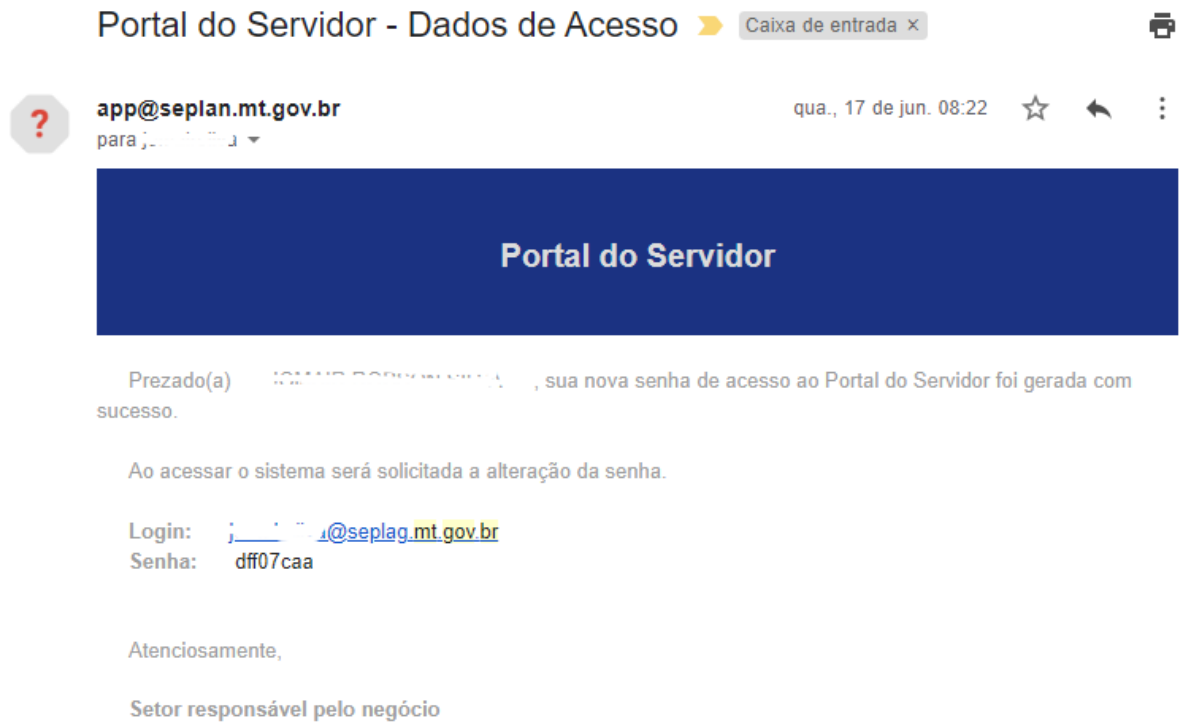 Portal do Servidor - Dados de Acesso Caixa de entrada ×
app@seplan.mt.gov.br qua., 17 de jun. 08:22
?
para
Portal do Servidor
Prezado(a) , sua nova senha de acesso ao Portal do Servidor foi gerada com
sucesso.
Ao acessar o sistema será solicitada a alteração da senha.
Login: @seplag.mt.gov.br
Senha: dff07caa
Atenciosamente,
Setor responsável pelo negócio